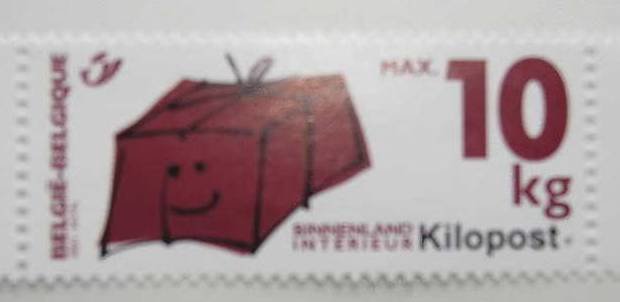 BELGIË-BELGIQUE
MAX. 10
kg
BINNENLAND
INTERIEUR Kilopost